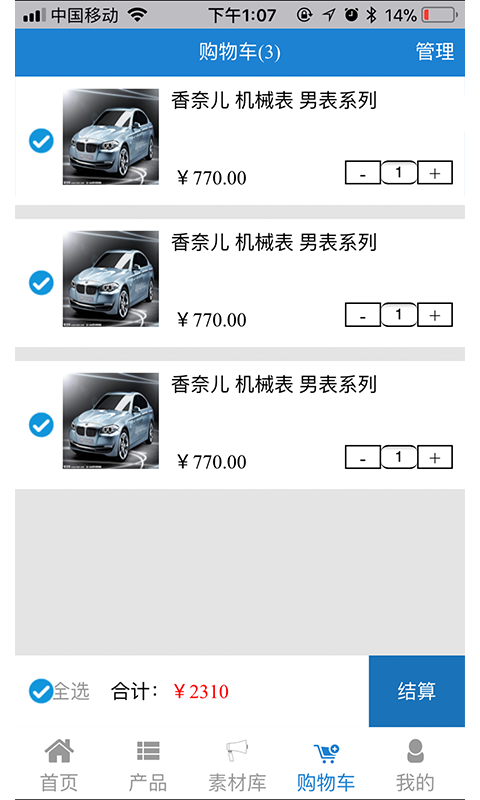 中国移动 下午1:07 14%
购物车(3) 管理
香奈儿 机械表 男表系列
￥770.00 - 1 +
香奈儿 机械表 男表系列
￥770.00 - 1 +
香奈儿 机械表 男表系列
￥770.00 - 1 +
全选 合计：￥2310 结算
首页 产品 素材库 购物车 我的